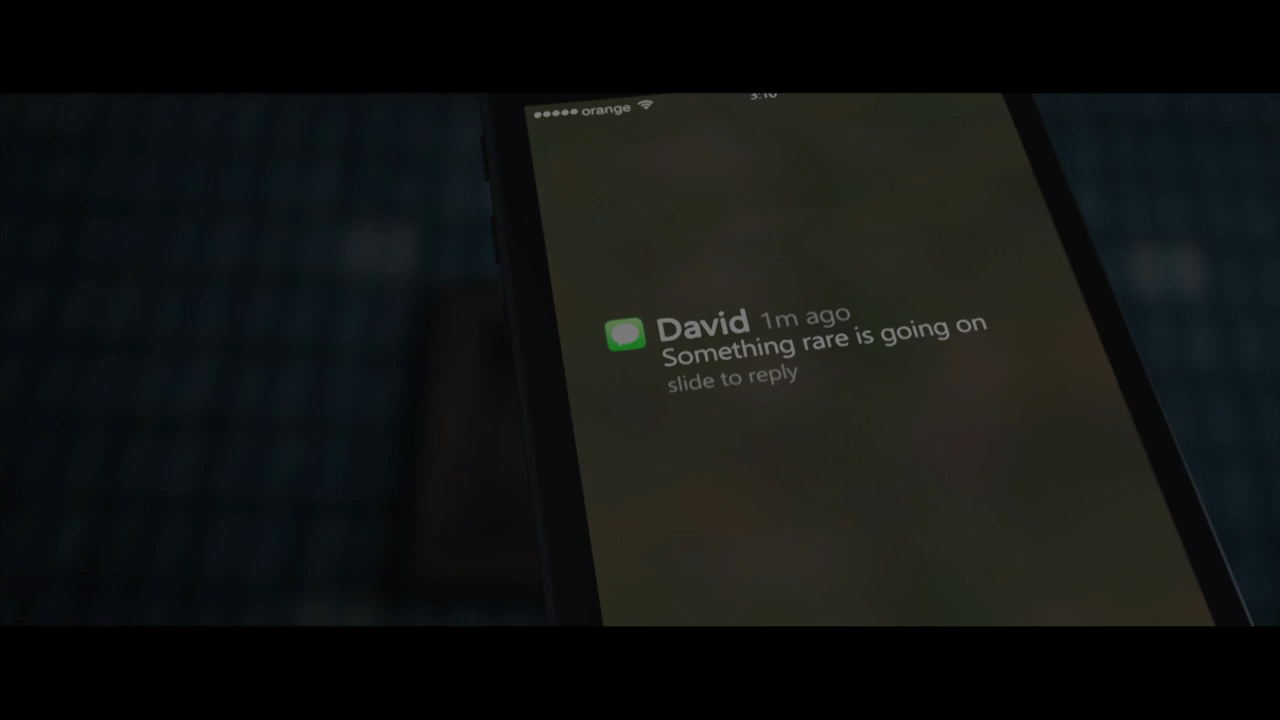 orange
David 1m ago
Something rare is going on
slide to reply